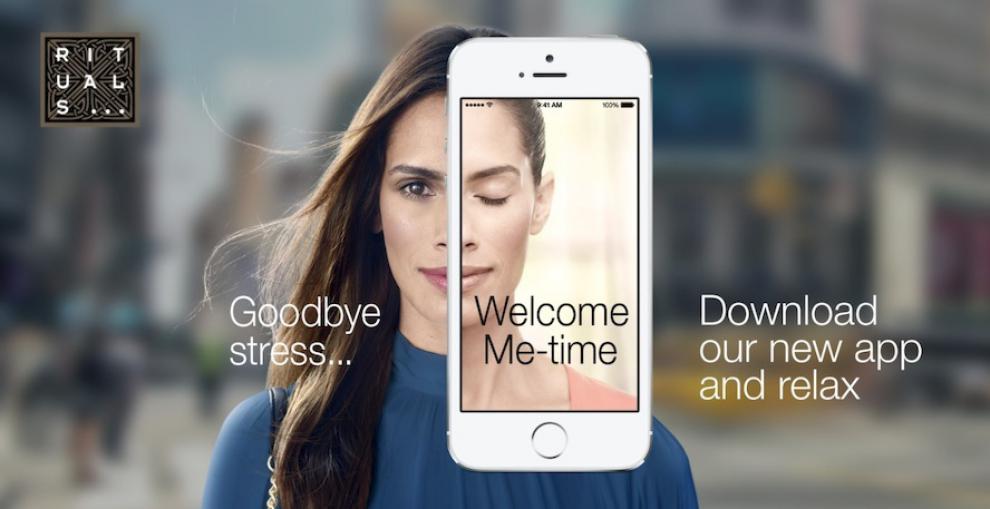 RIT
UAL
S...
9:41 AM
100%
Goodbye
stress...
Welcome
Me-time
Download
our new app
and relax